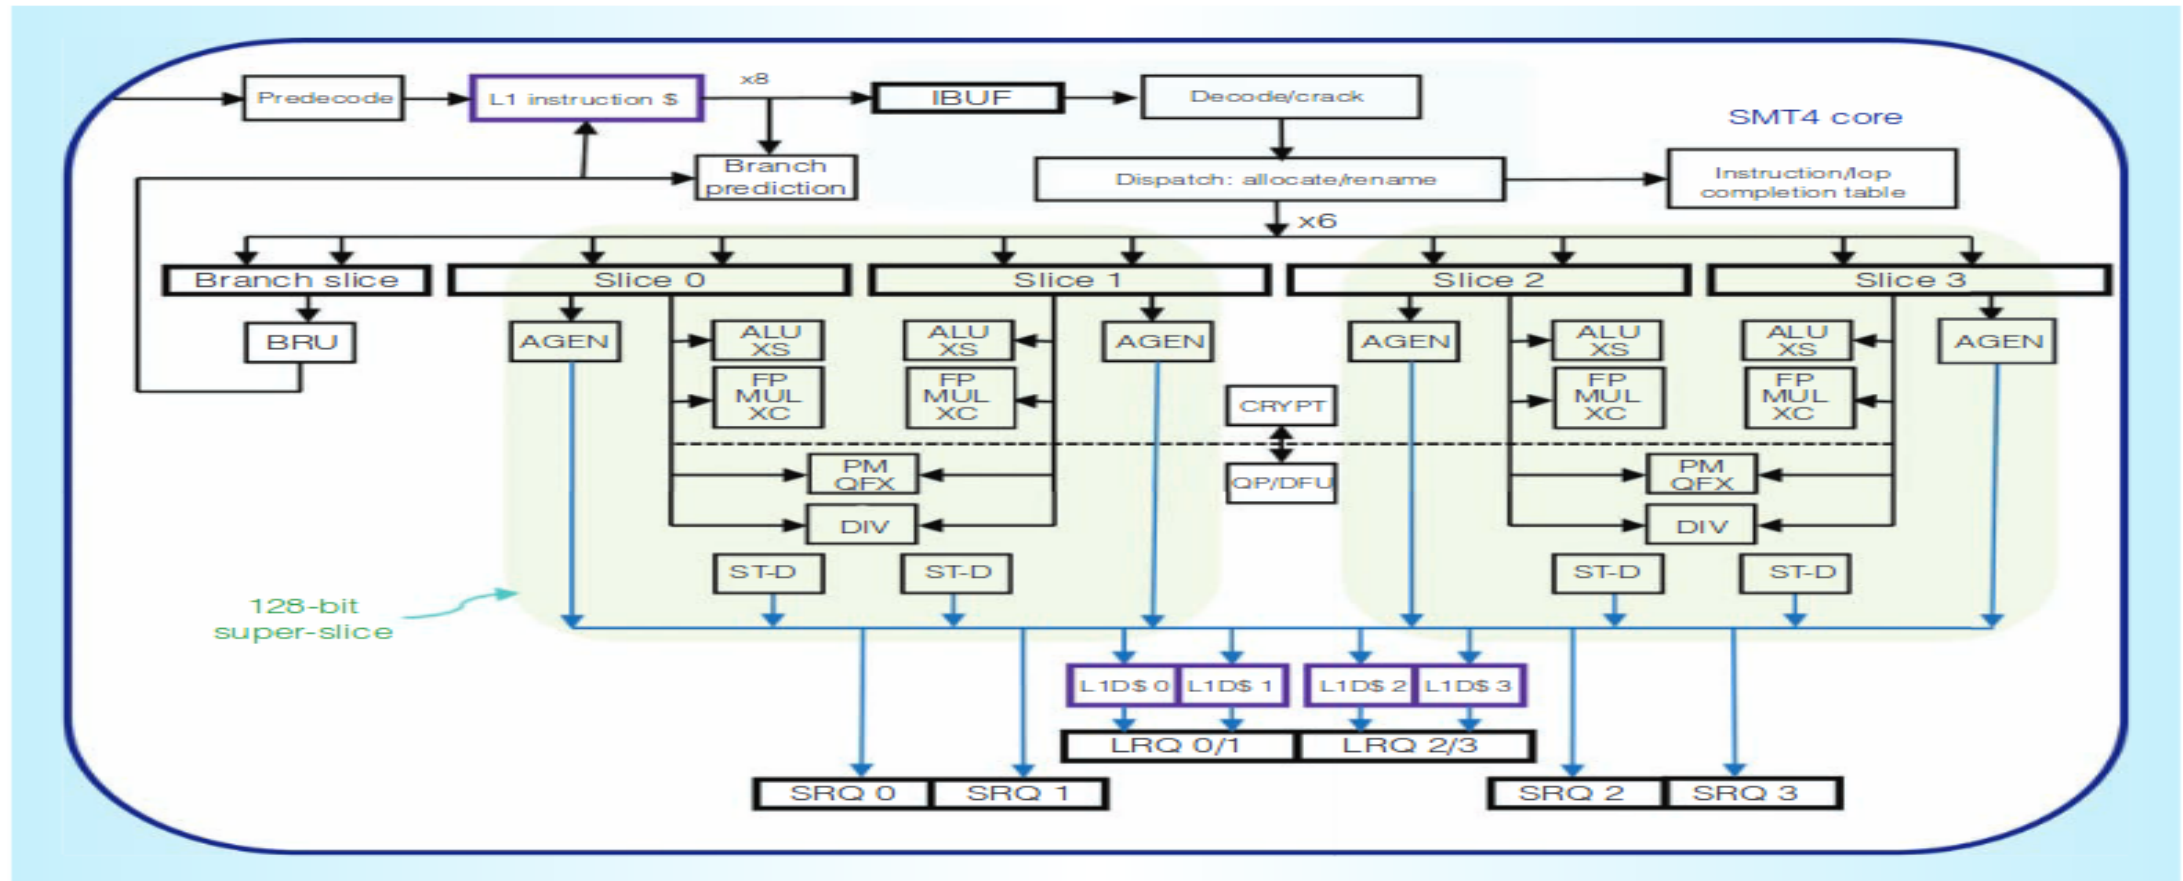 x8
Predecode
L1 instruction $
IBUF
Decode/crack
SMT4 core
Branch
prediction
Dispatch: allocate/rename
Instruction/Iop
completion table
x6
Branch slice
Slice 0
Slice 1
Slice 2
Slice 3
BRU
AGEN
ALU
XS
ALU
XS
AGEN
AGEN
ALU
XS
ALU
XS
AGEN
FP
MUL
XC
FP
MUL
XC
CRYPT
FP
MUL
XC
FP
MUL
XC
PM
QFX
QP/DFU
PM
QFX
DIV
DIV
ST-D
ST-D
ST-D
ST-D
128-bit
super-slice
L1D$ 0
L1D$ 1
L1D$ 2
L1D$ 3
LRQ 0/1
LRQ 2/3
SRQ 0
SRQ 1
SRQ 2
SRQ 3